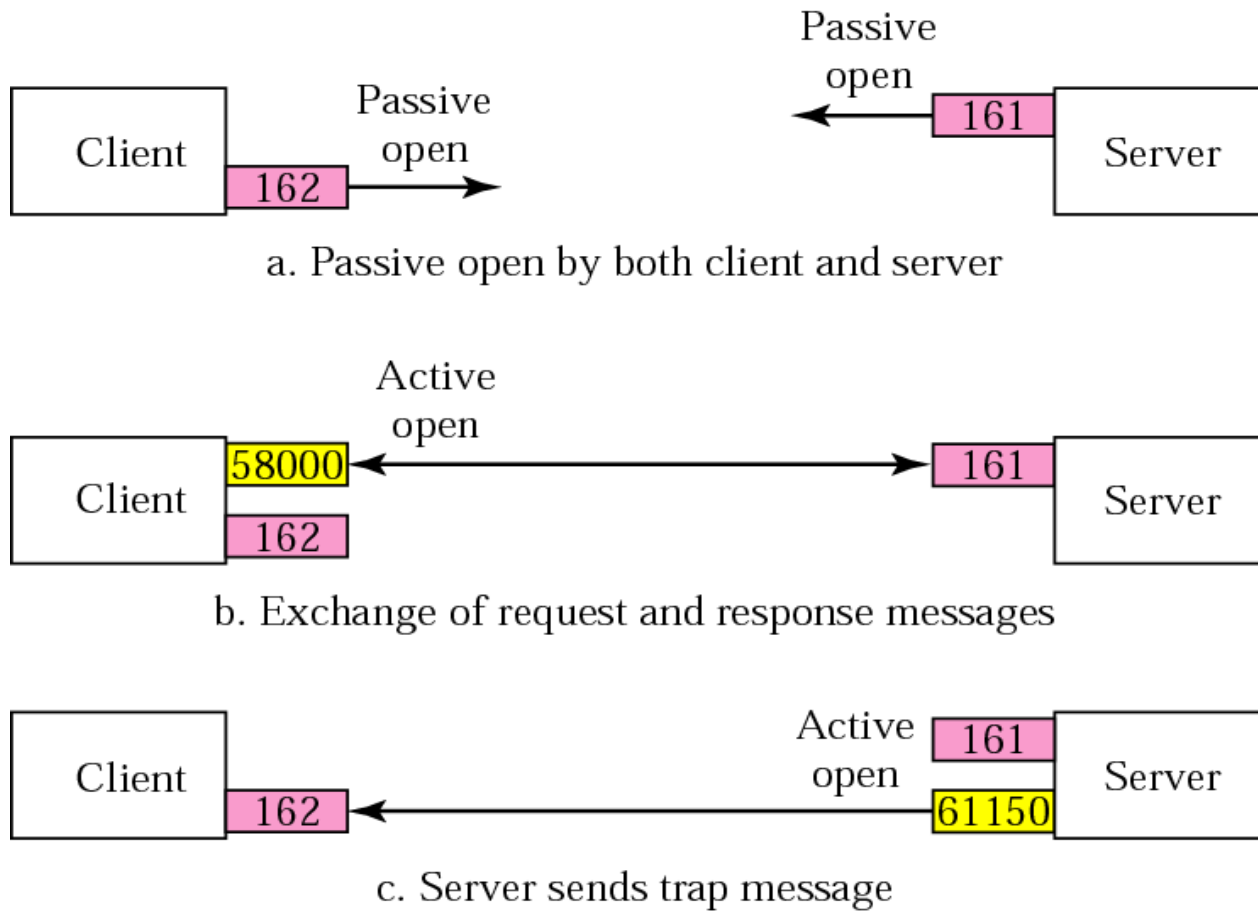 Passive
open
161
Server
Passive
open
Client
162
a. Passive open by both client and server
Active
open
Client
58000
162
161
Server
b. Exchange of request and response messages
Client
162
Active
open
161
61150
Server
c. Server sends trap message